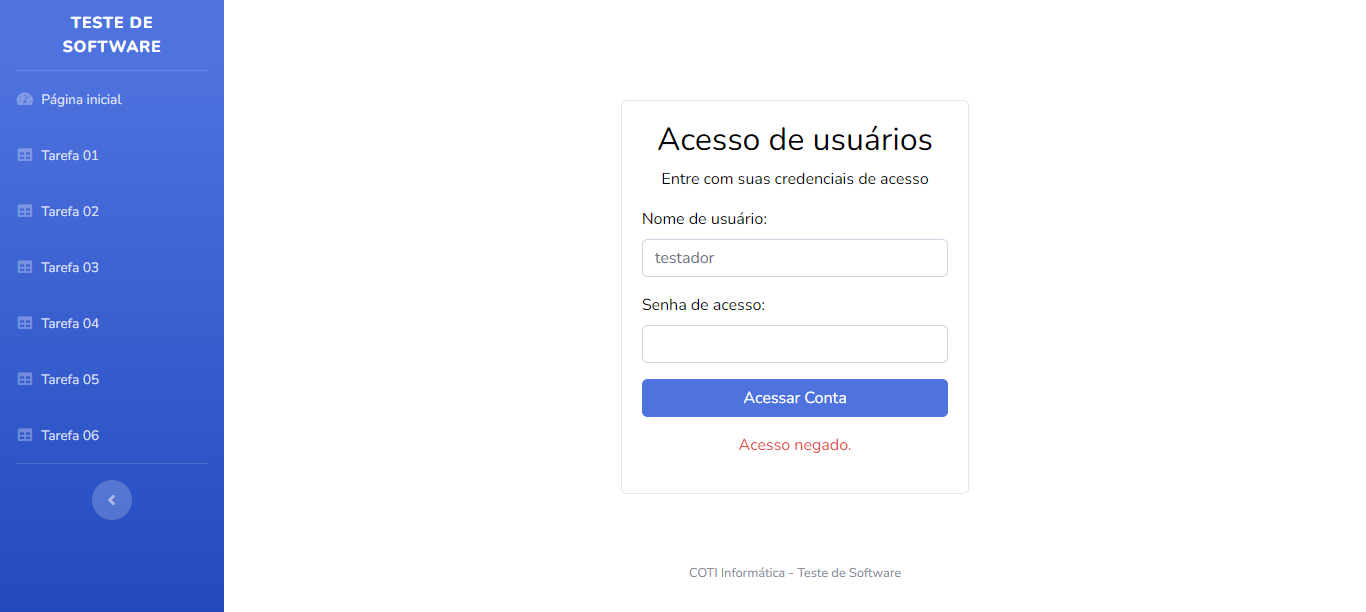 TESTE DE
SOFTWARE
Página inicial
Tarefa 01
Tarefa 02
Tarefa 03
Tarefa 04
Tarefa 05
Tarefa 06
Acesso de usuários
Entre com suas credenciais de acesso
Nome de usuário:
testador
Senha de acesso:
Acessar Conta
Acesso negado.
COTI Informática - Teste de Software